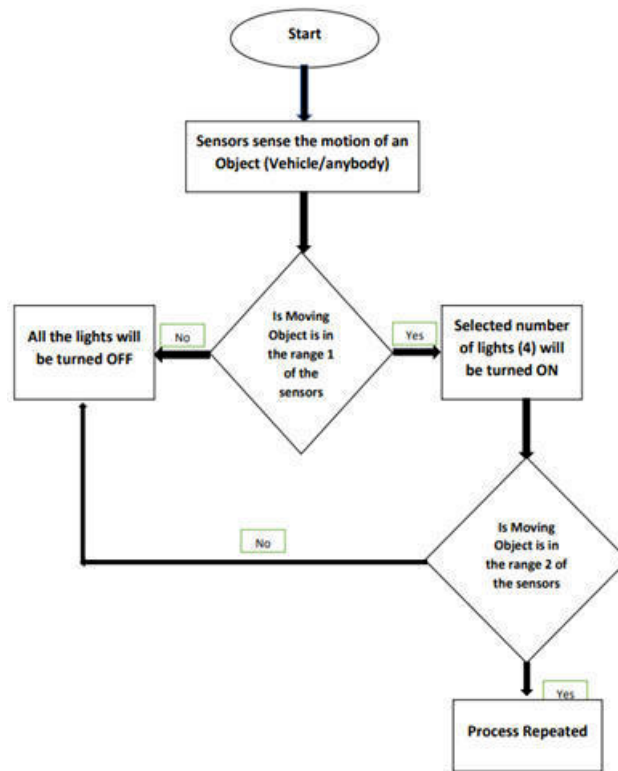 Start
Sensors sense the motion of an
Object (Vehicle/anybody)
Is Moving
Object is in
the range 1
of the
sensors
No
Yes
All the lights will
be turned OFF
Selected number
of lights (4) will
be turned ON
Is Moving
Object is in
the range 2 of
the sensors
No
Yes
Process Repeated